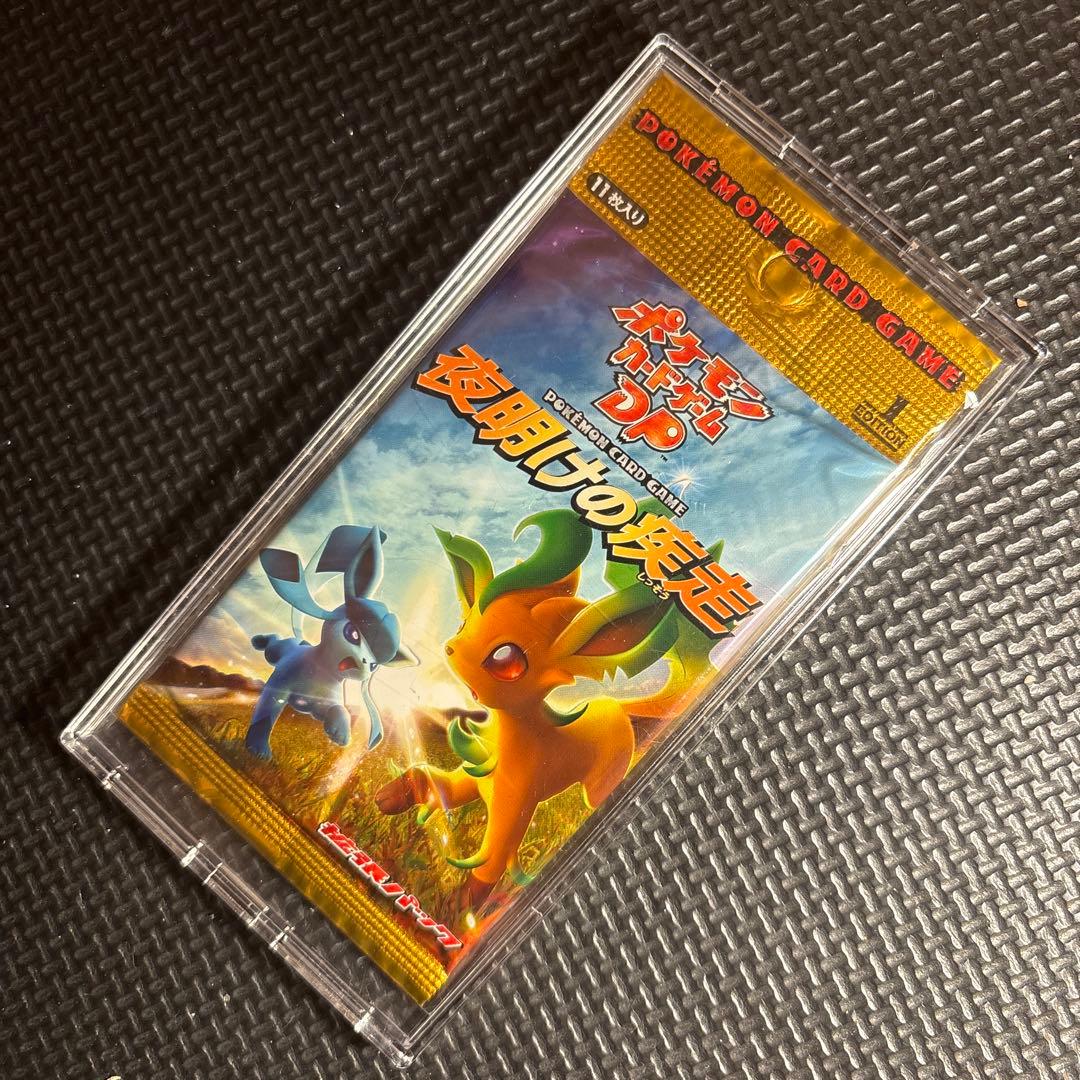 POKÉMON CARD GAME
11枚入り
1
EDITION
ポケモン
カードゲーム
DP
™
POKÉMON CARD GAME
夜明けの疾走
しっそう
拡張パック